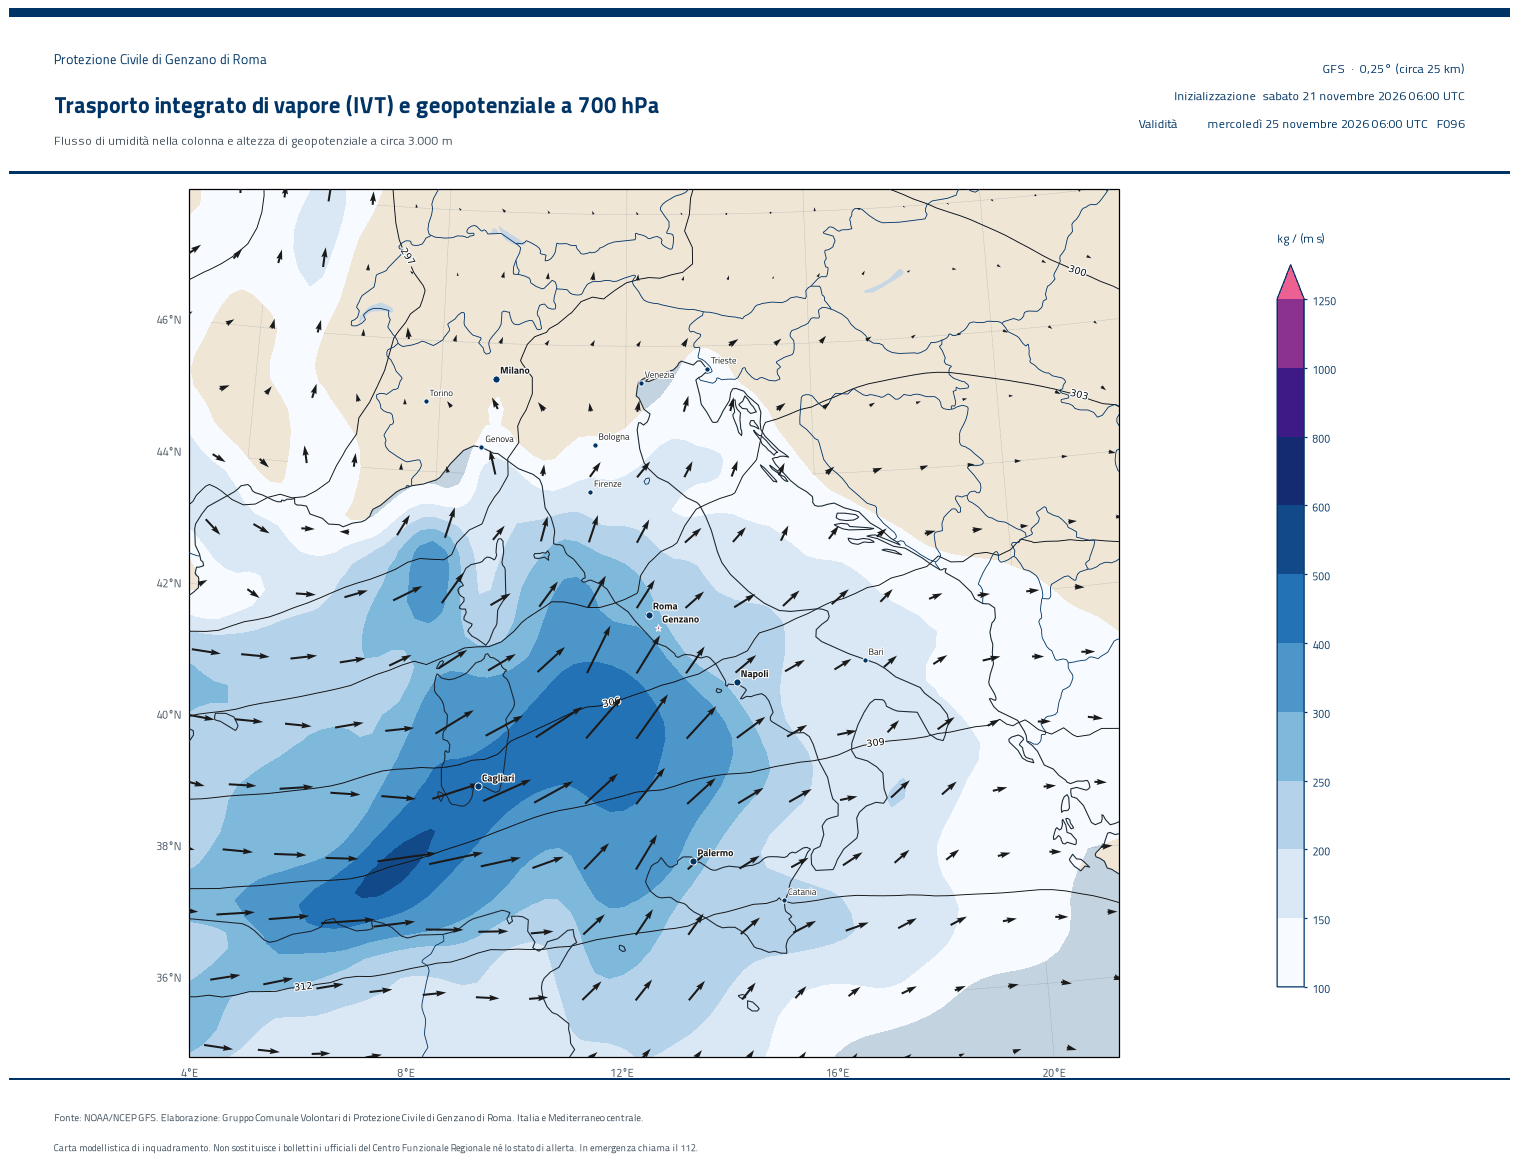 Protezione Civile di Genzano di Roma
Trasporto integrato di vapore (IVT) e geopotenziale a 700 hPa
Flusso di umidità nella colonna e altezza di geopotenziale a circa 3.000 m
GFS · 0,25° (circa 25 km)
Inizializzazione sabato 21 novembre 2026 06:00 UTC
Validità mercoledì 25 novembre 2026 06:00 UTC F096
kg / (m s)
1250
1000
800
600
500
400
300
250
200
150
100
46°N
44°N
42°N
40°N
38°N
36°N
4°E
8°E
12°E
16°E
20°E
297
300
303
306
309
312
Milano
Torino
Venezia
Trieste
Genova
Bologna
Firenze
Roma
Genzano
Napoli
Bari
Cagliari
Palermo
Catania
Fonte: NOAA/NCEP GFS. Elaborazione: Gruppo Comunale Volontari di Protezione Civile di Genzano di Roma. Italia e Mediterraneo centrale.
Carta modellistica di inquadramento. Non sostituisce i bollettini ufficiali del Centro Funzionale Regionale né lo stato di allerta. In emergenza chiama il 112.